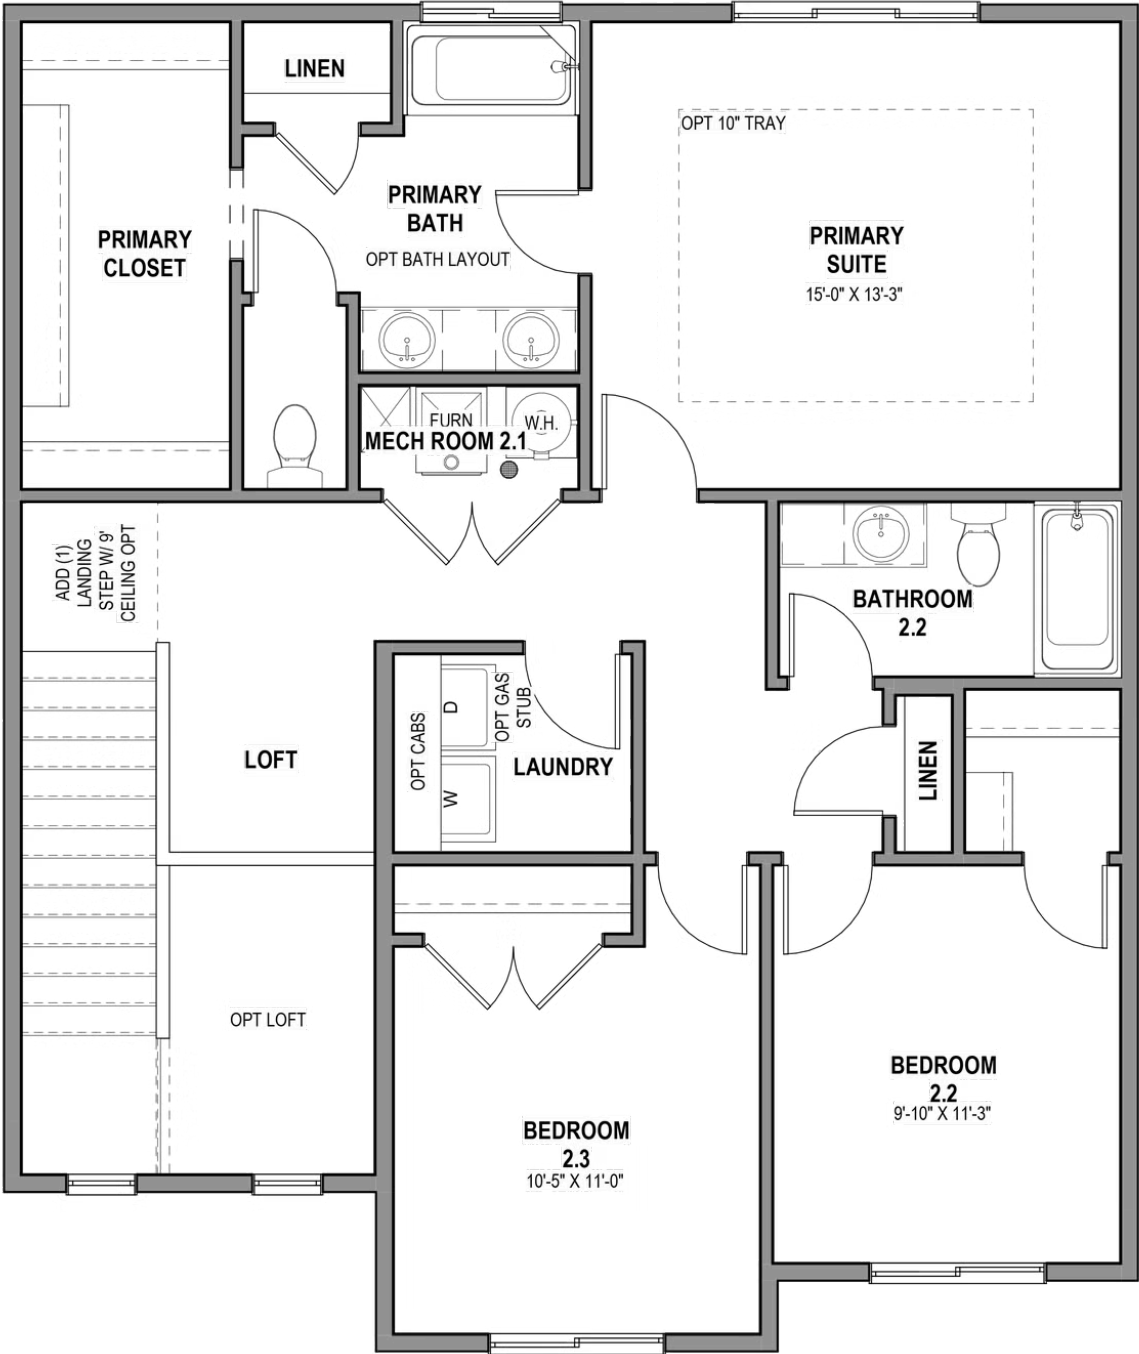 LINEN
OPT 10" TRAY
PRIMARY
BATH
OPT BATH LAYOUT
PRIMARY
CLOSET
PRIMARY
SUITE
15'-0" X 13'-3"
FURN
W.H.
MECH ROOM 2.1
ADD (1)
LANDING
STEP W/ 9'
CEILING OPT
BATHROOM
2.2
OPT CABS
D
W
OPT GAS
STUB
LAUNDRY
LOFT
LINEN
OPT LOFT
BEDROOM
2.3
10'-5" X 11'-0"
BEDROOM
2.2
9'-10" X 11'-3"